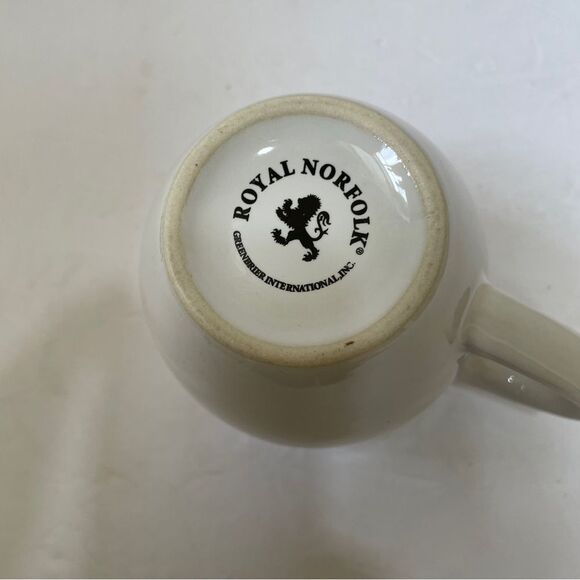 ROYAL NORFOLK ®
GREENBRIER INTERNATIONAL, INC.